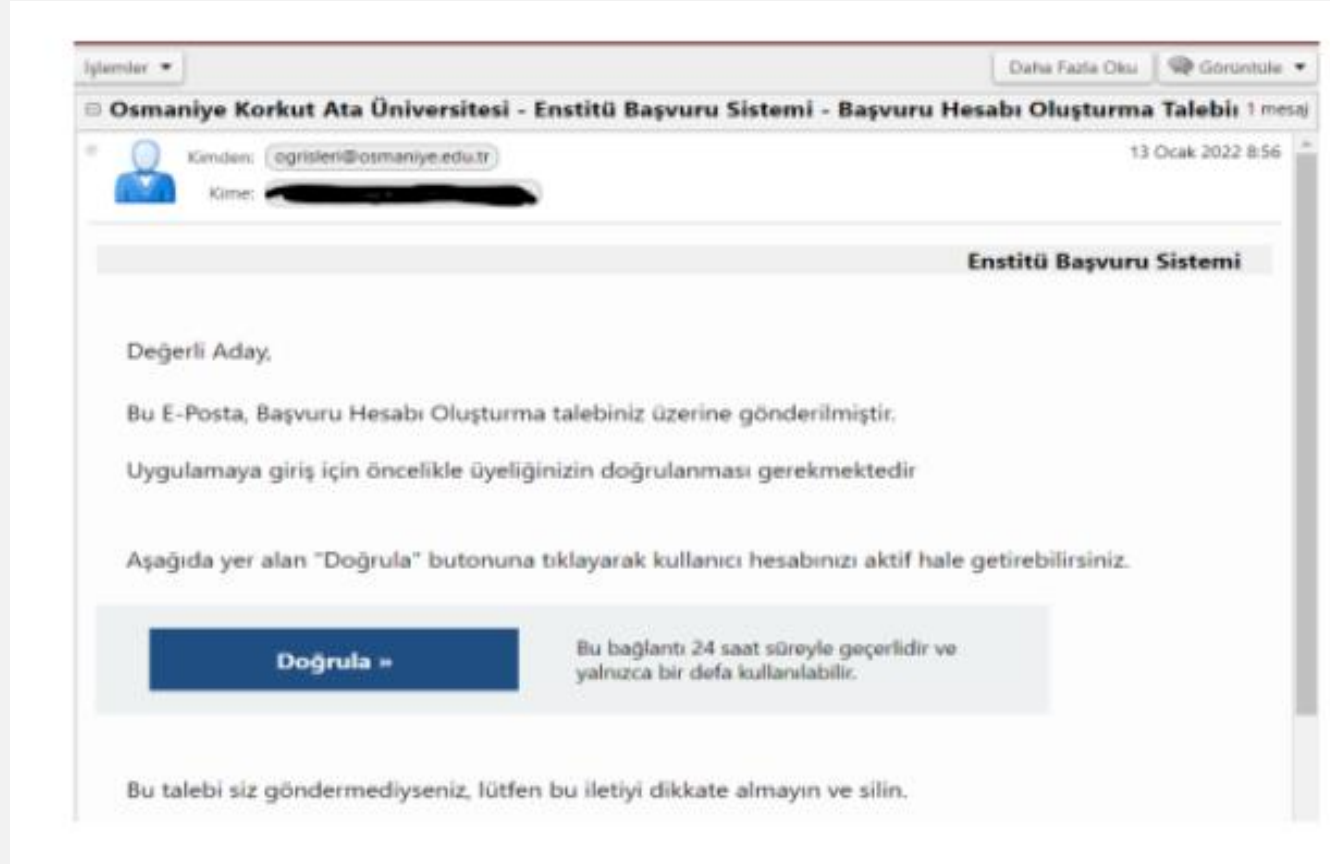 İşlemler
Daha Fazla Oku
Görüntüle
Osmaniye Korkut Ata Üniversitesi - Enstitü Başvuru Sistemi - Başvuru Hesabı Oluşturma Talebi
1 mesaj
Kimden: ogrisleri@osmaniye.edu.tr
13 Ocak 2022 8:56
Kime:
Enstitü Başvuru Sistemi
Değerli Aday,
Bu E-Posta, Başvuru Hesabı Oluşturma talebiniz üzerine gönderilmiştir.
Uygulamaya giriş için öncelikle üyeliğinizin doğrulanması gerekmektedir
Aşağıda yer alan "Doğrula" butonuna tıklayarak kullanıcı hesabınızı aktif hale getirebilirsiniz.
Doğrula »
Bu bağlantı 24 saat süreyle geçerlidir ve
yalnızca bir defa kullanılabilir.
Bu talebi siz göndermediyseniz, lütfen bu iletiyi dikkate almayın ve silin.